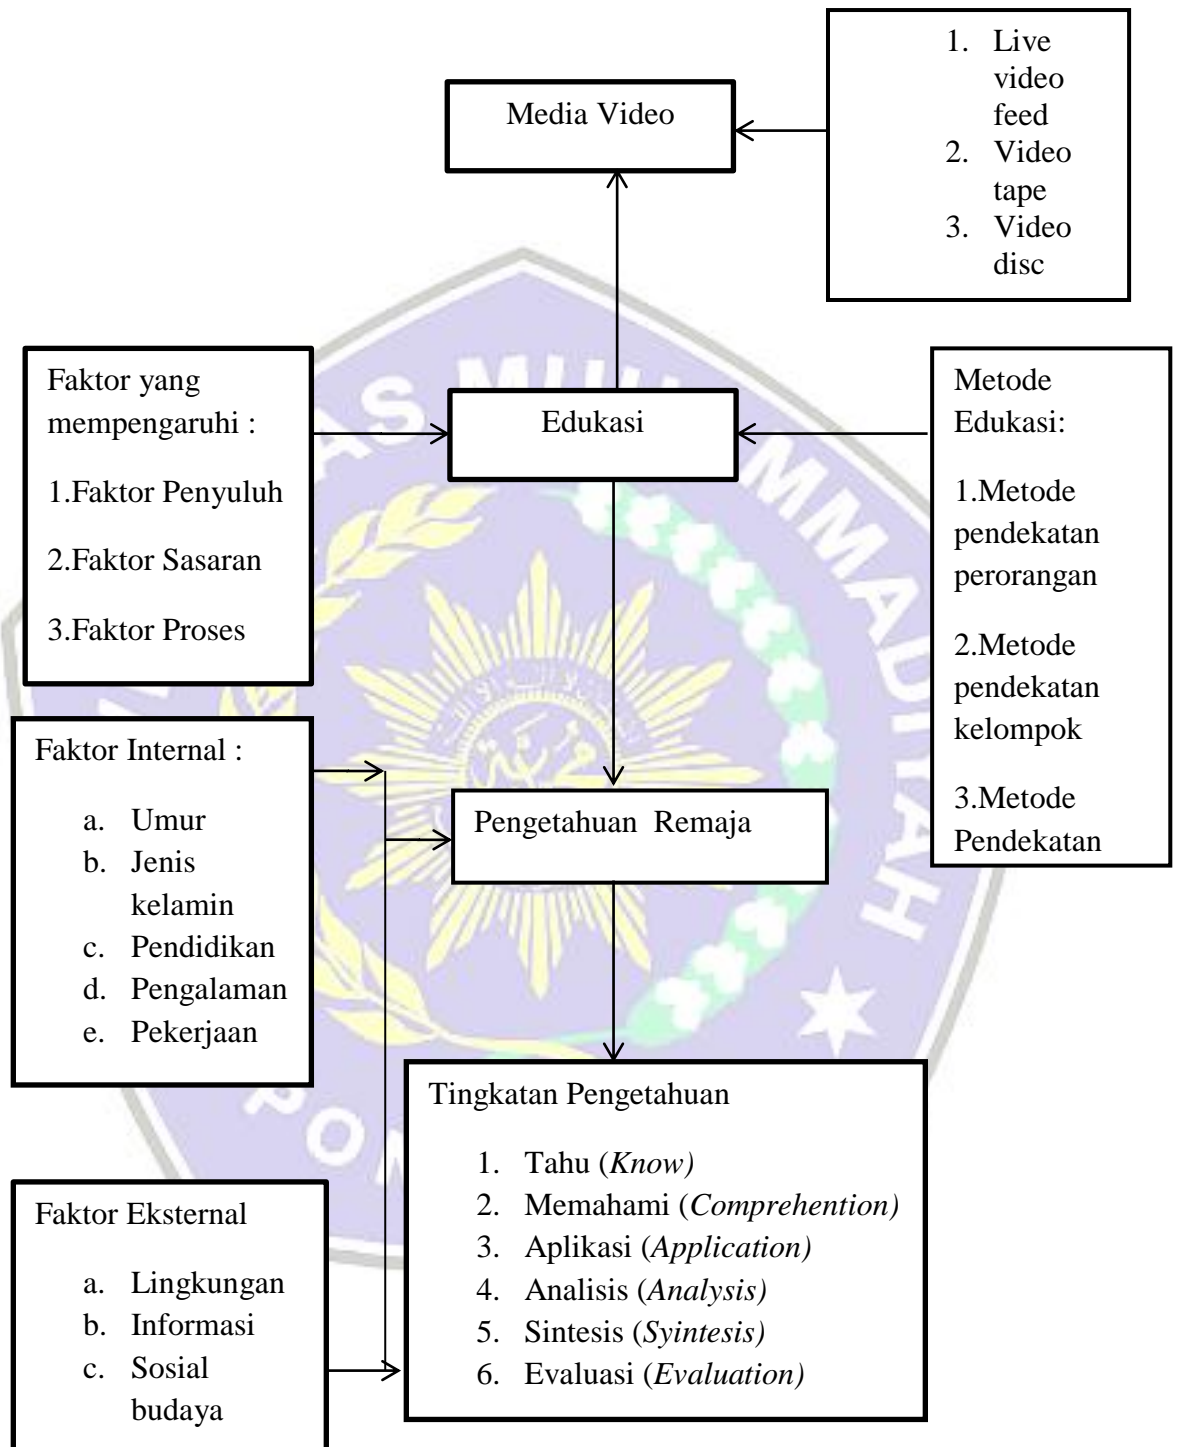 1. Live
video
feed
2. Video
tape
3. Video
disc
Media Video
Faktor yang
mempengaruhi :
1.Faktor Penyuluh
2.Faktor Sasaran
3.Faktor Proses
Edukasi
Metode
Edukasi:
1.Metode
pendekatan
perorangan
2.Metode
pendekatan
kelompok
3.Metode
Pendekatan
Faktor Internal :
a. Umur
b. Jenis
kelamin
c. Pendidikan
d. Pengalaman
e. Pekerjaan
Pengetahuan Remaja
Tingkatan Pengetahuan
1. Tahu (Know)
2. Memahami (Comprehention)
3. Aplikasi (Application)
4. Analisis (Analysis)
5. Sintesis (Syintesis)
6. Evaluasi (Evaluation)
Faktor Eksternal
a. Lingkungan
b. Informasi
c. Sosial
budaya